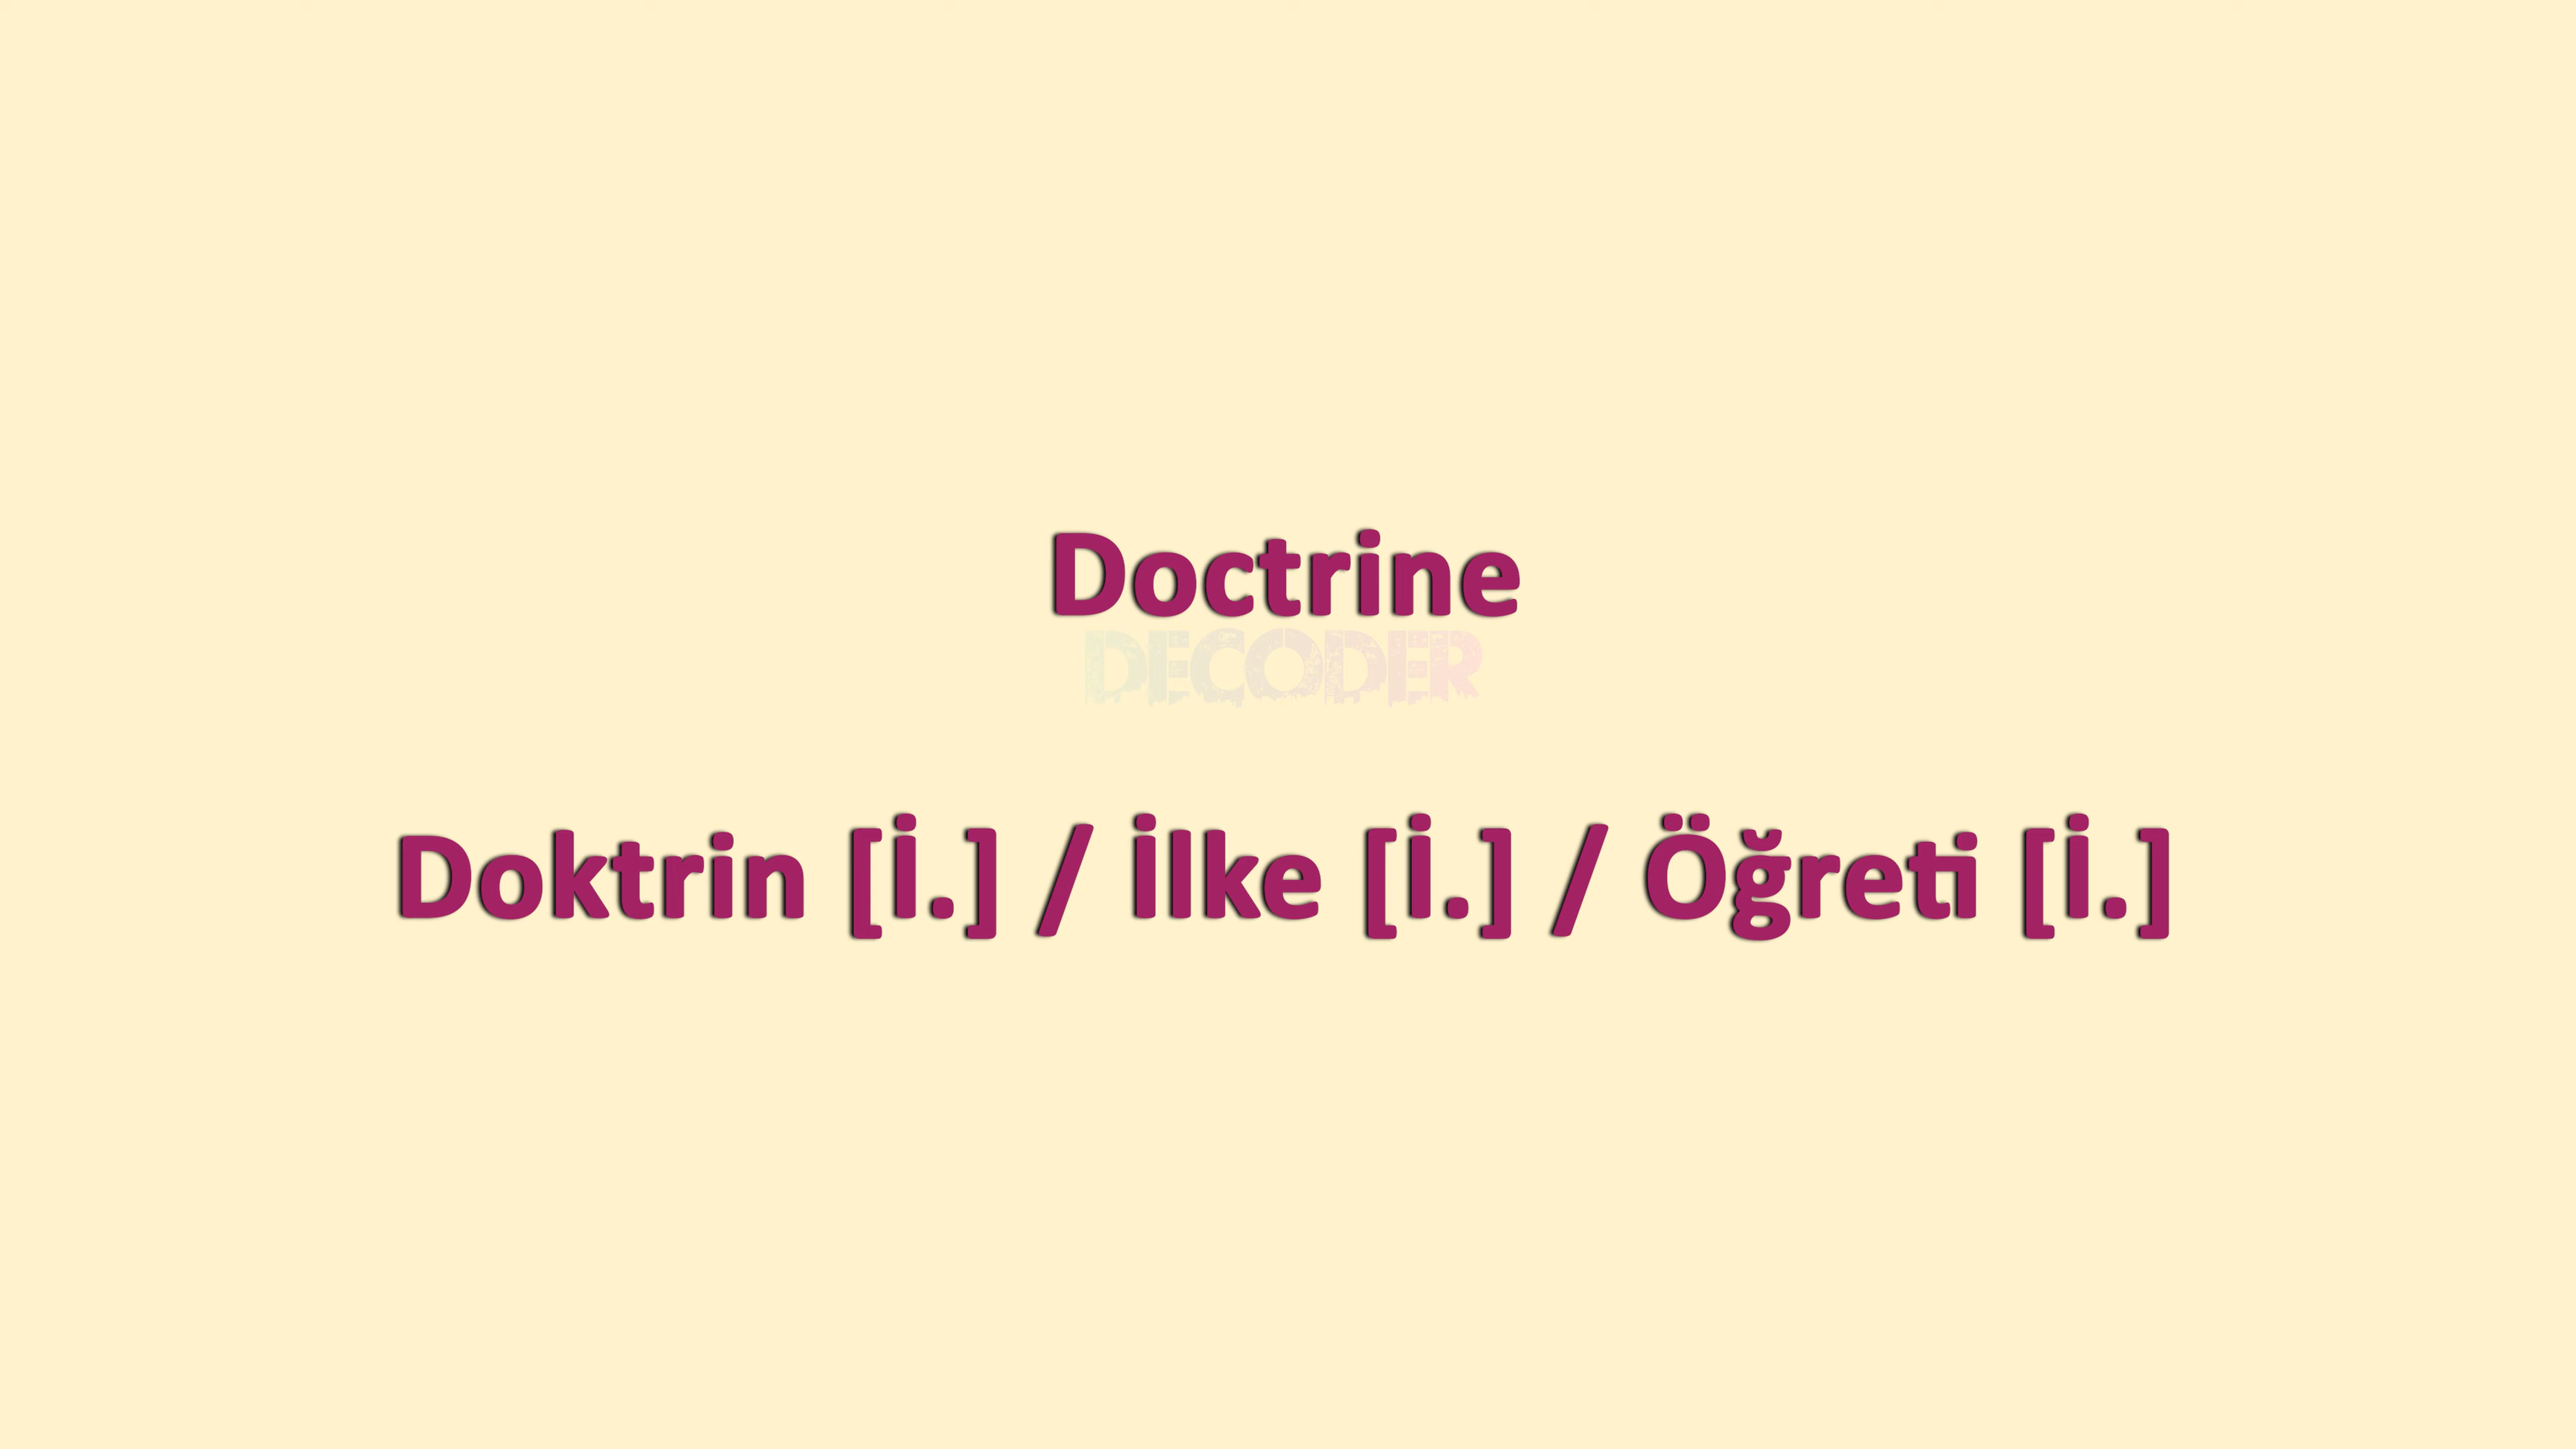 Doctrine
DECODER
Doktrin [İ.] / İlke [İ.] / Öğreti [İ.]